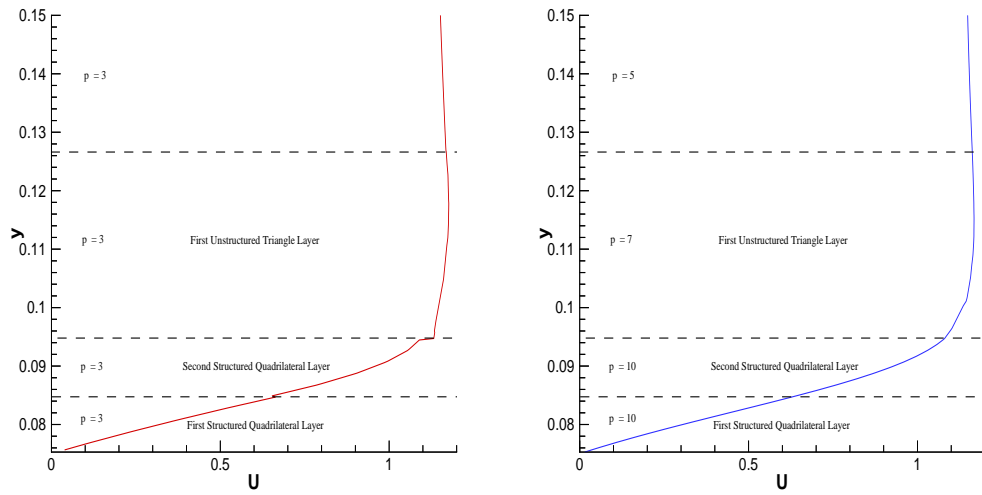 0.15
0.14
0.13
0.12
0.11
0.1
0.09
0.08
y
p = 3
p = 3
First Unstructured Triangle Layer
p = 3
Second Structured Quadrilateral Layer
p = 3
First Structured Quadrilateral Layer
0
0.5
1
U
0.15
0.14
0.13
0.12
0.11
0.1
0.09
0.08
y
p = 5
p = 7
First Unstructured Triangle Layer
p = 10
Second Structured Quadrilateral Layer
p = 10
First Structured Quadrilateral Layer
0
0.5
1
U